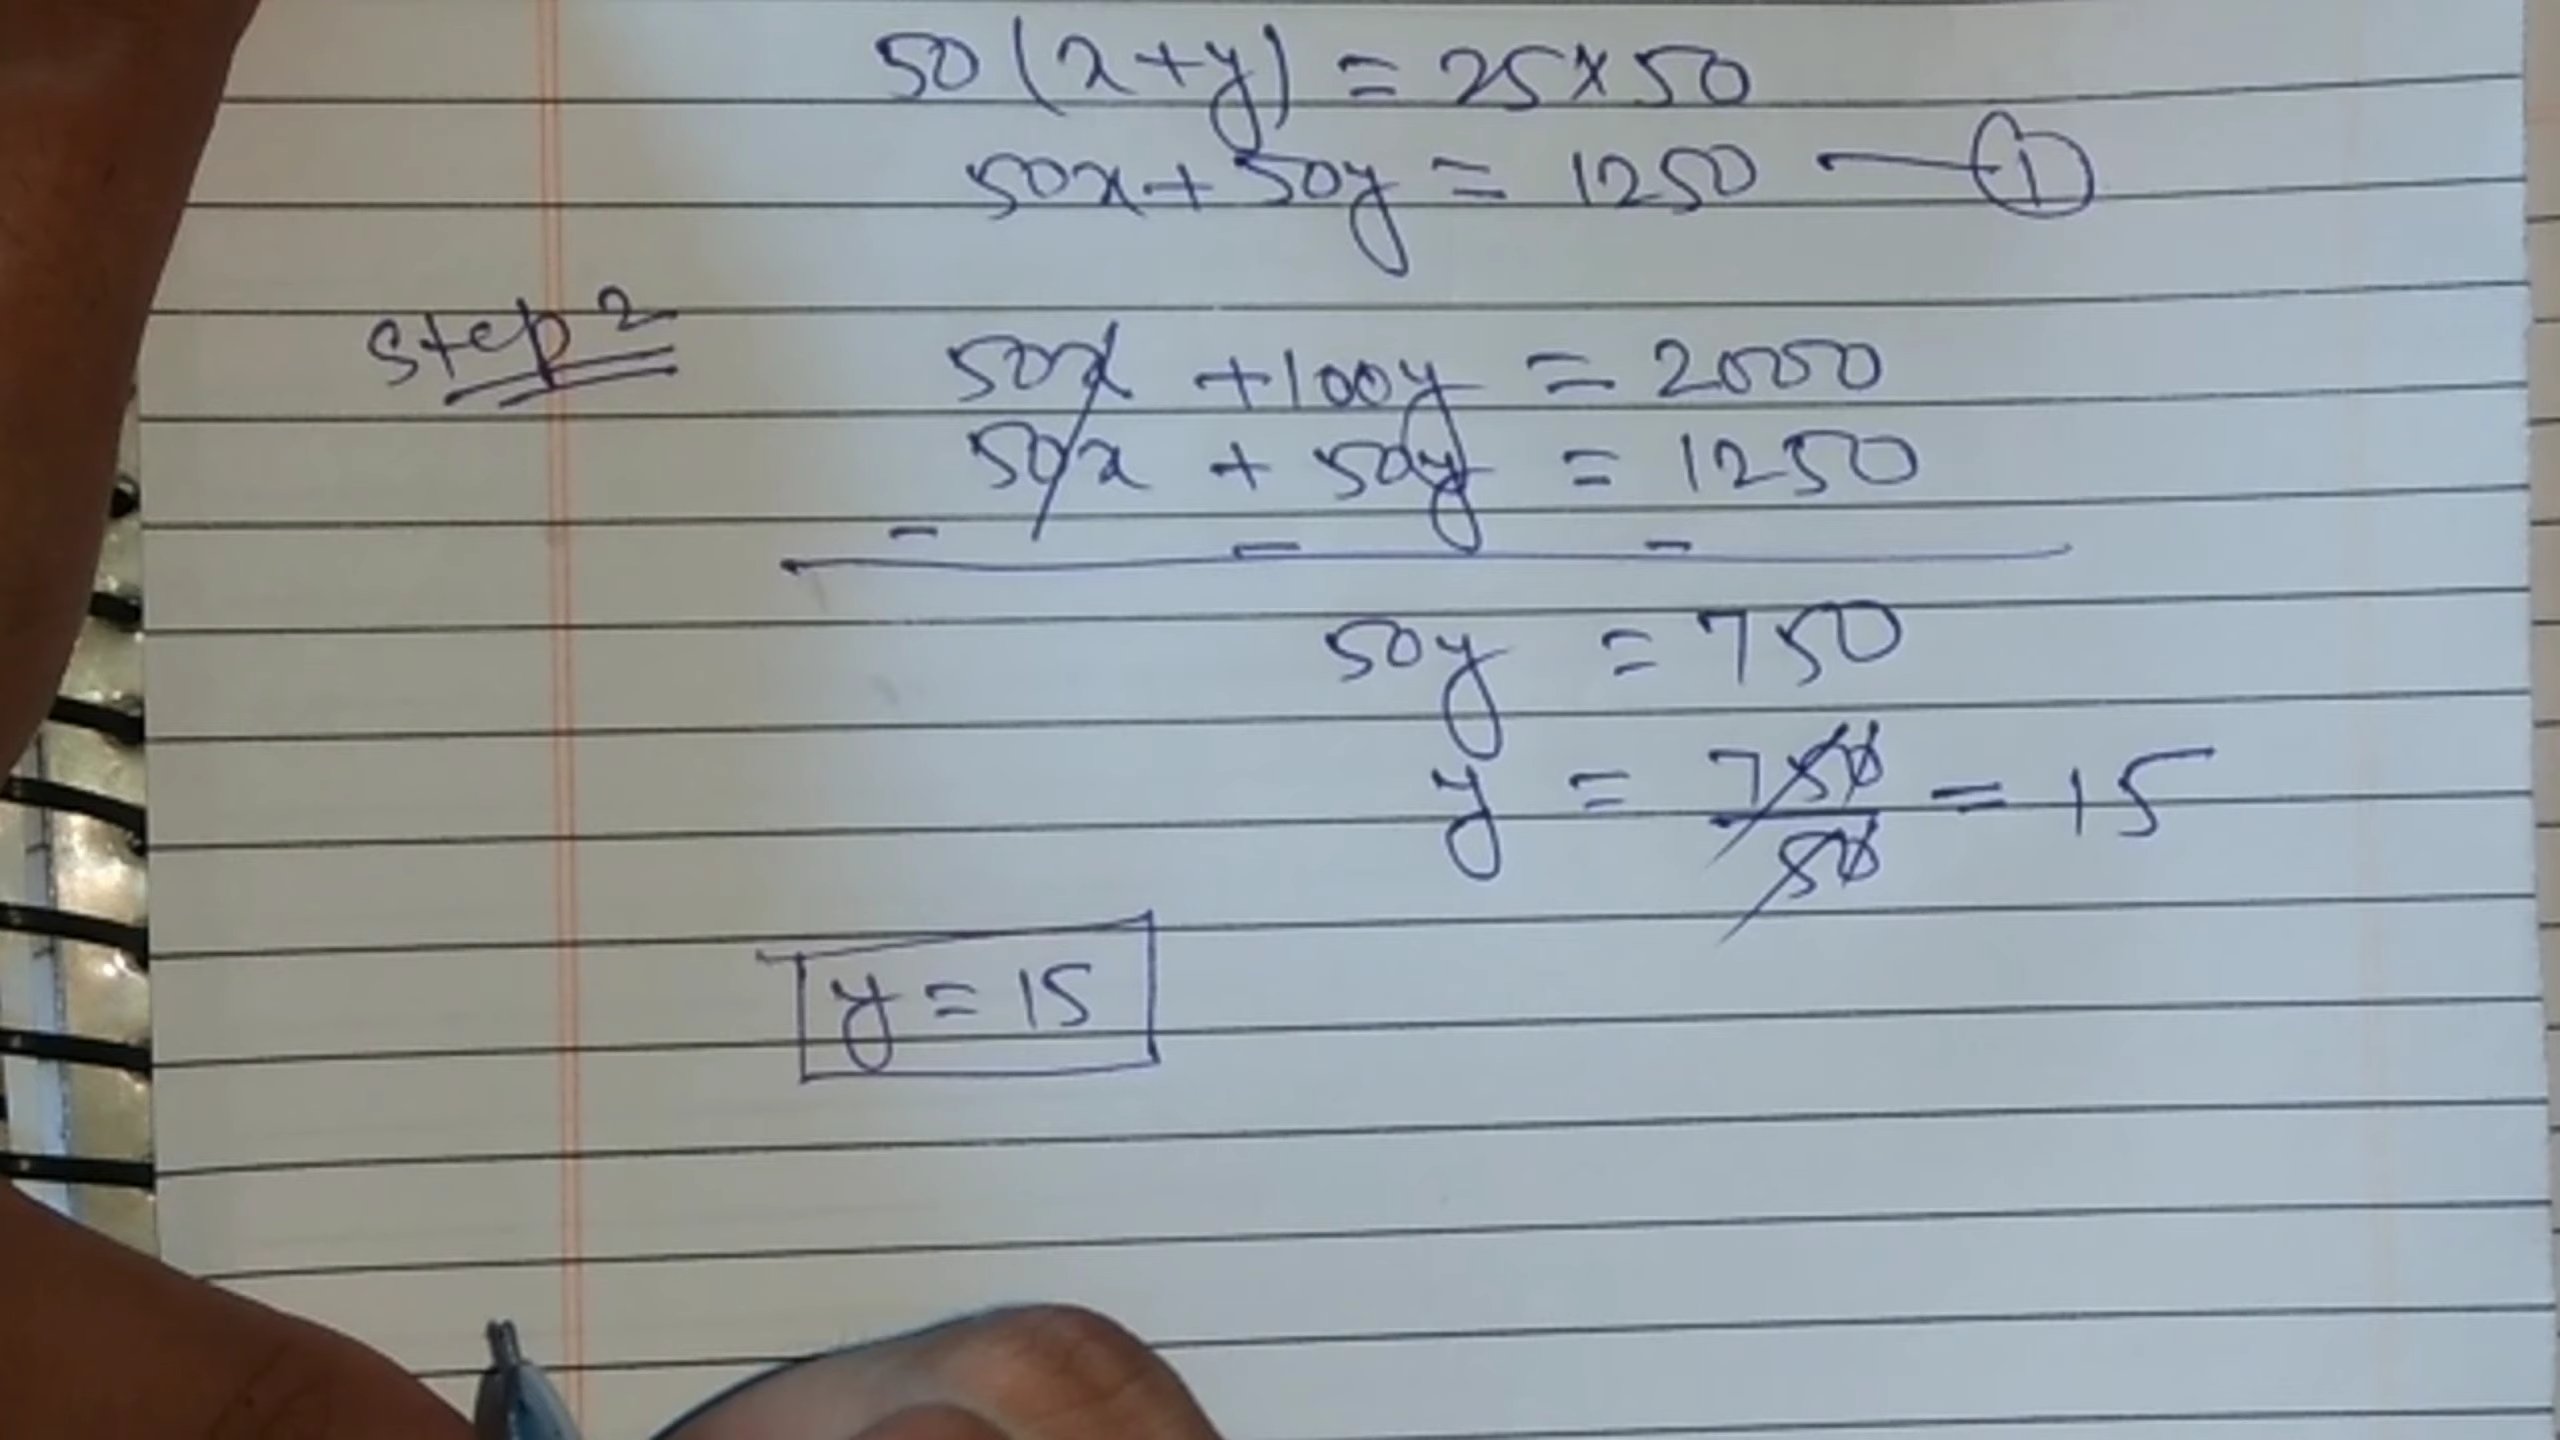 50(x+y) = 25×50
50x+50y = 1250 — ①
Step 2
50x +100y = 2000
50x + 50y = 1250
- - -
50y = 750
y = 750/50 = 15
y = 15